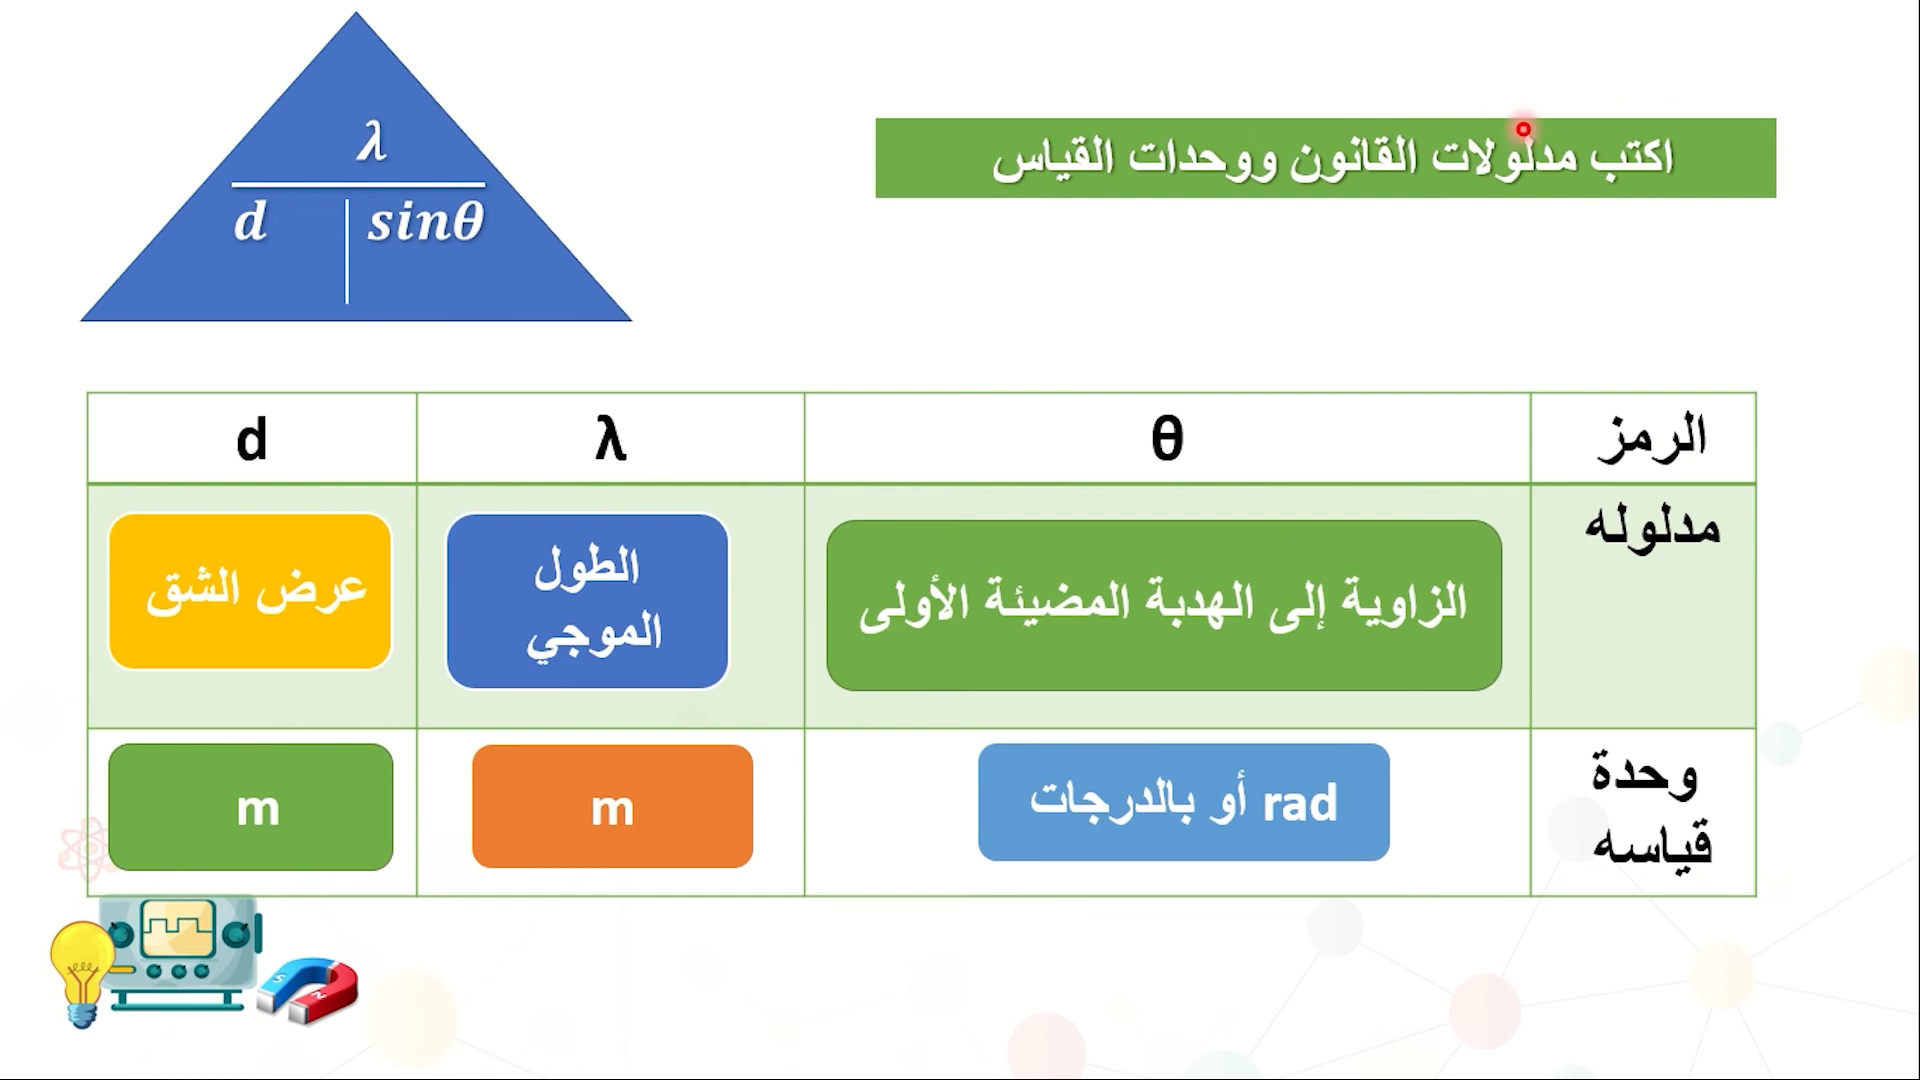 λ
d | sinθ
اكتب مدلولات القانون ووحدات القياس
الرمز θ λ d
مدلوله
الزاوية إلى الهدبة المضيئة الأولى
الطول
الموجي
عرض الشق
وحدة
قياسه
rad أو بالدرجات
m
m
S
N